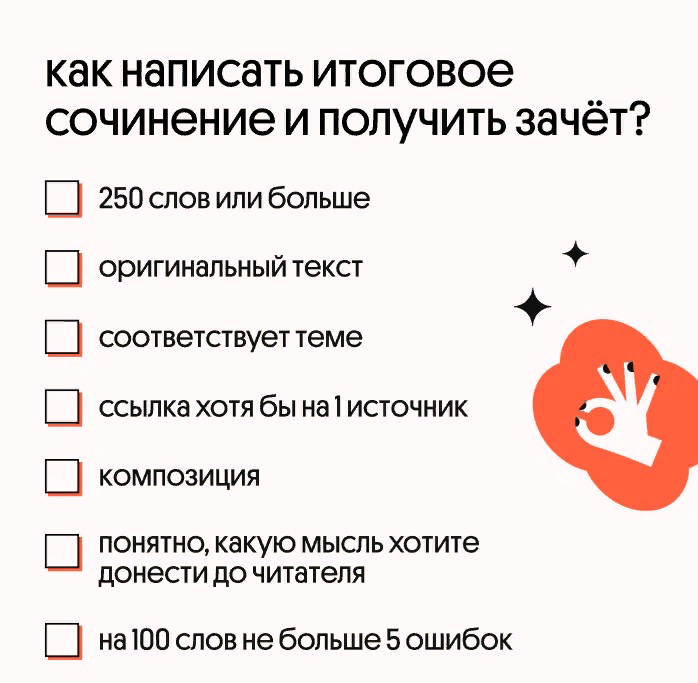 как написать итоговое
сочинение и получить зачёт?
250 слов или больше
оригинальный текст
соответствует теме
ссылка хотя бы на 1 источник
композиция
понятно, какую мысль хотите
донести до читателя
на 100 слов не больше 5 ошибок